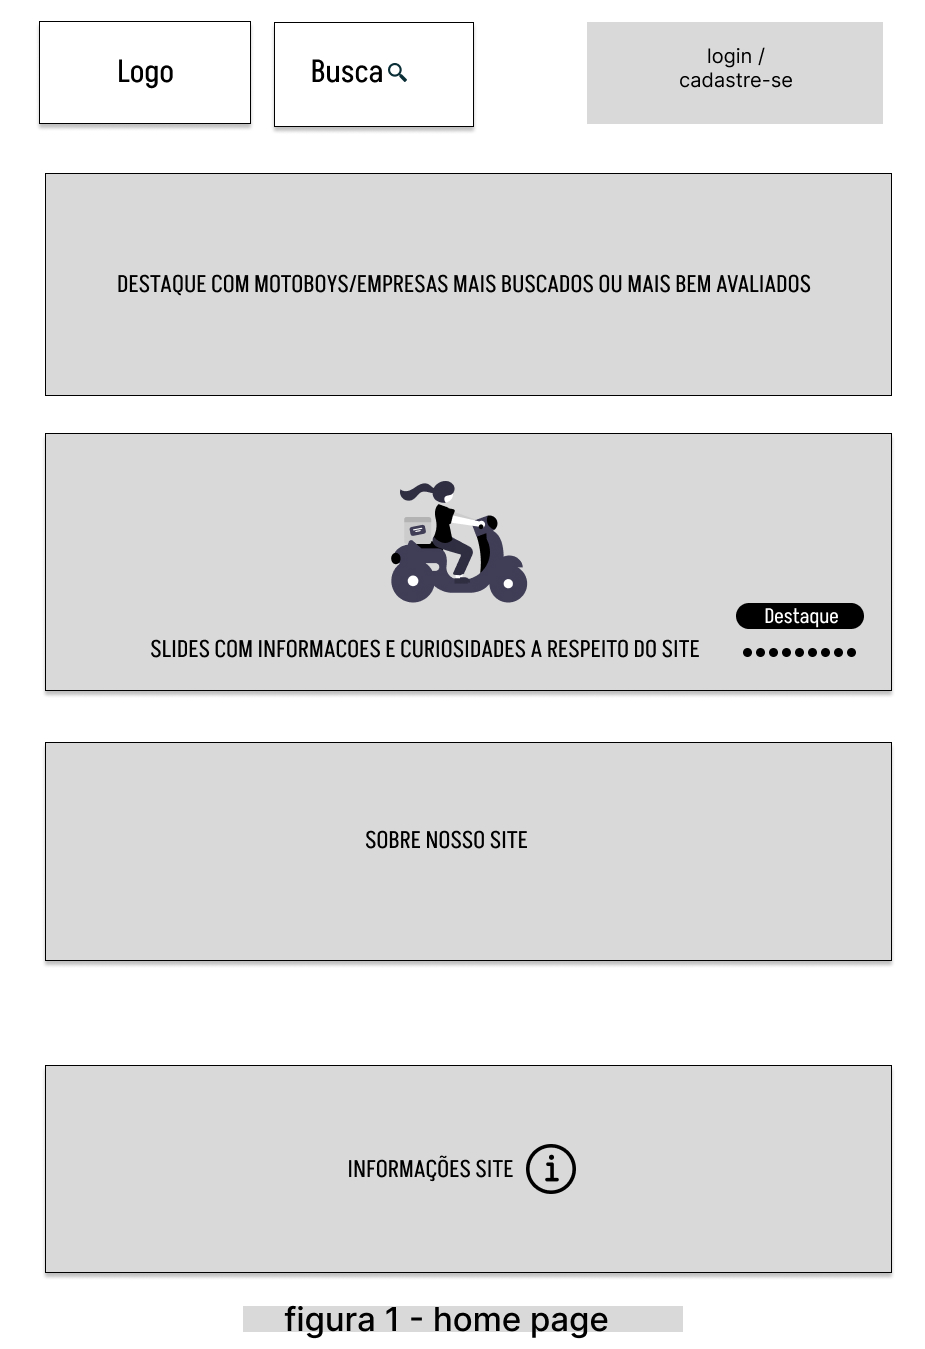 Logo
Busca
login /
cadastre-se
DESTAQUE COM MOTOBOYS/EMPRESAS MAIS BUSCADOS OU MAIS BEM AVALIADOS
Destaque
SLIDES COM INFORMACOES E CURIOSIDADES A RESPEITO DO SITE
SOBRE NOSSO SITE
INFORMAÇÕES SITE
figura 1 - home page